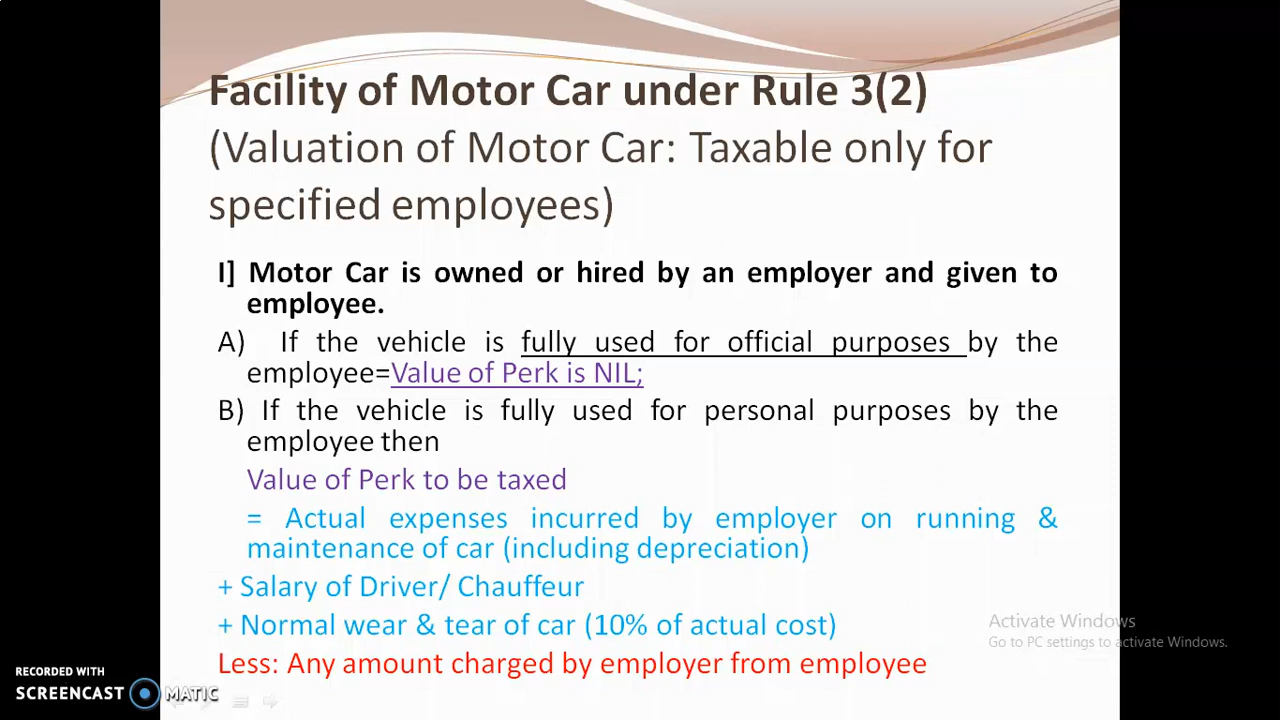 Facility of Motor Car under Rule 3(2)
(Valuation of Motor Car: Taxable only for
specified employees)
I] Motor Car is owned or hired by an employer and given to
employee.
A) If the vehicle is fully used for official purposes by the
employee=Value of Perk is NIL;
B) If the vehicle is fully used for personal purposes by the
employee then
Value of Perk to be taxed
= Actual expenses incurred by employer on running &
maintenance of car (including depreciation)
+ Salary of Driver/ Chauffeur
+ Normal wear & tear of car (10% of actual cost)
Less: Any amount charged by employer from employee
Activate Windows
Go to PC settings to activate Windows.
RECORDED WITH
SCREENCAST MATIC